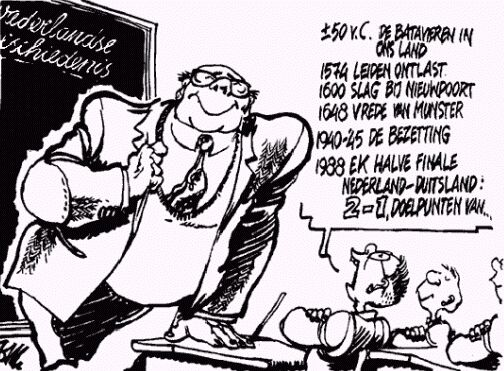 vaderlandse
schiedenis
±50 V.C. DE BATAVIEREN IN
ONS LAND
1574 LEIDEN ONTLAST.
1600 SLAG BIJ NIEUWPOORT
1648 VREDE VAN MUNSTER
1940-45 DE BEZETTING
1988 EK HALVE FINALE
NEDERLAND-DUITSLAND:
2-1, DOELPUNTEN VAN...